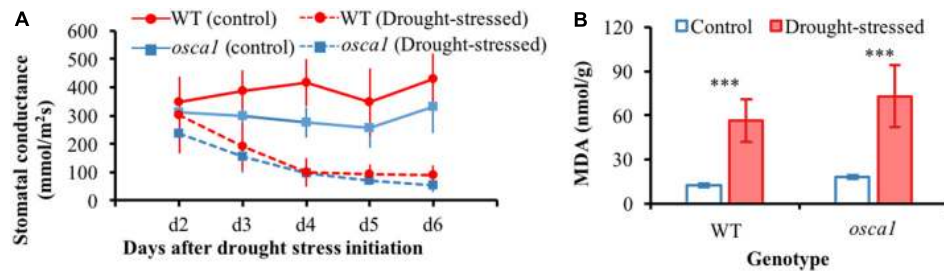 A
WT (control)
WT (Drought-stressed)
osca1 (control)
osca1 (Drought-stressed)
Stomatal conductance
(mmol/m²s)
600
500
400
300
200
100
0
d2 d3 d4 d5 d6
Days after drought stress initiation
B
Control
Drought-stressed
MDA (nmol/g)
120
90
60
30
0
***
***
WT
osca1
Genotype